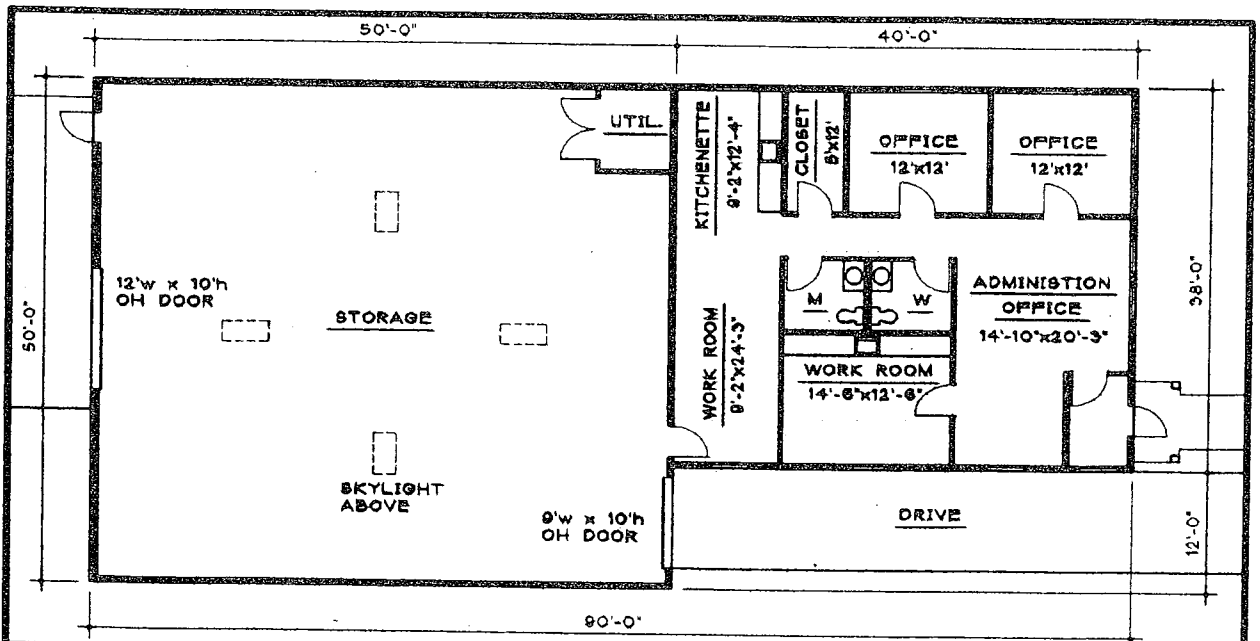 50'-0"
40'-0"
UTIL.
KITCHENETTE
9'-2"x12'-4"
CLOSET
5'x12'
OFFICE
12'x12'
OFFICE
12'x12'
12'w x 10'h
OH DOOR
STORAGE
50'-0"
M
W
ADMINISTION
OFFICE
14'-10"x20'-3"
38'-0"
WORK ROOM
9'-2"x24'-3"
WORK ROOM
14'-6"x12'-6"
SKYLIGHT
ABOVE
9'w x 10'h
OH DOOR
DRIVE
12'-0"
90'-0"